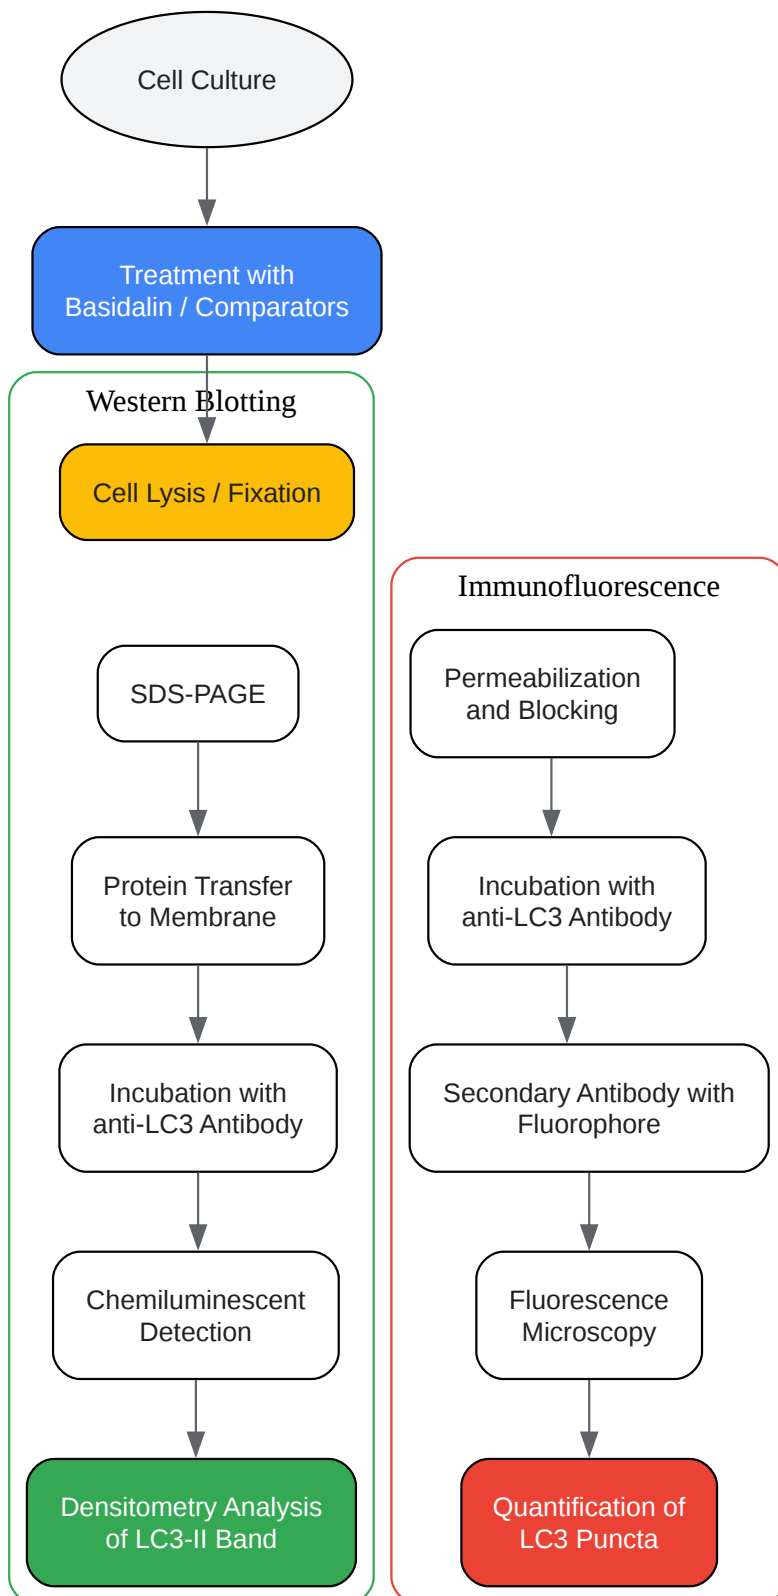 Cell Culture
Treatment with
Basidalin / Comparators
Western Blotting
Cell Lysis / Fixation
SDS-PAGE
Protein Transfer
to Membrane
Incubation with
anti-LC3 Antibody
Chemiluminescent
Detection
Densitometry Analysis
of LC3-II Band
Immunofluorescence
Permeabilization
and Blocking
Incubation with
anti-LC3 Antibody
Secondary Antibody with
Fluorophore
Fluorescence
Microscopy
Quantification of
LC3 Puncta